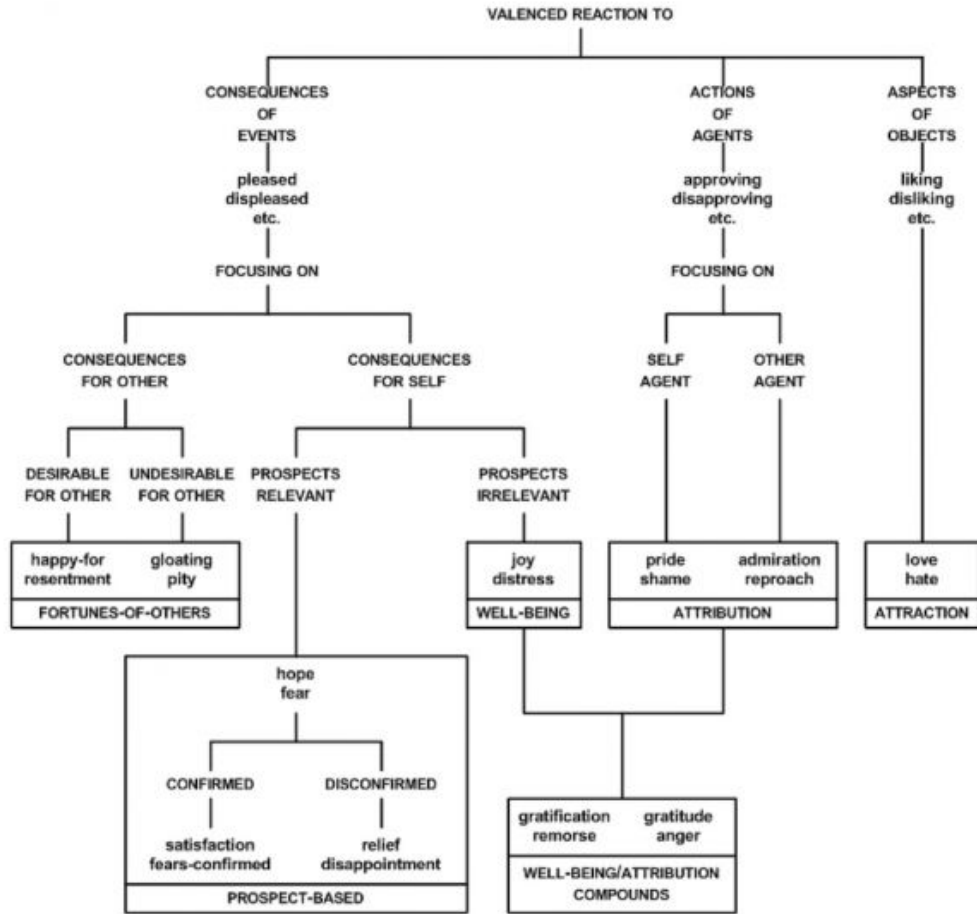 VALENCED REACTION TO
CONSEQUENCES
OF
EVENTS
ACTIONS
OF
AGENTS
ASPECTS
OF
OBJECTS
pleased
displeased
etc.
approving
disapproving
etc.
liking
disliking
etc.
FOCUSING ON
FOCUSING ON
CONSEQUENCES
FOR OTHER
CONSEQUENCES
FOR SELF
SELF
AGENT
OTHER
AGENT
DESIRABLE
FOR OTHER
UNDESIRABLE
FOR OTHER
PROSPECTS
RELEVANT
PROSPECTS
IRRELEVANT
happy-for
resentment
gloating
pity
FORTUNES-OF-OTHERS
joy
distress
WELL-BEING
pride
shame
admiration
reproach
ATTRIBUTION
love
hate
ATTRACTION
hope
fear
CONFIRMED
DISCONFIRMED
satisfaction
fears-confirmed
relief
disappointment
PROSPECT-BASED
gratification
remorse
gratitude
anger
WELL-BEING/ATTRIBUTION
COMPOUNDS